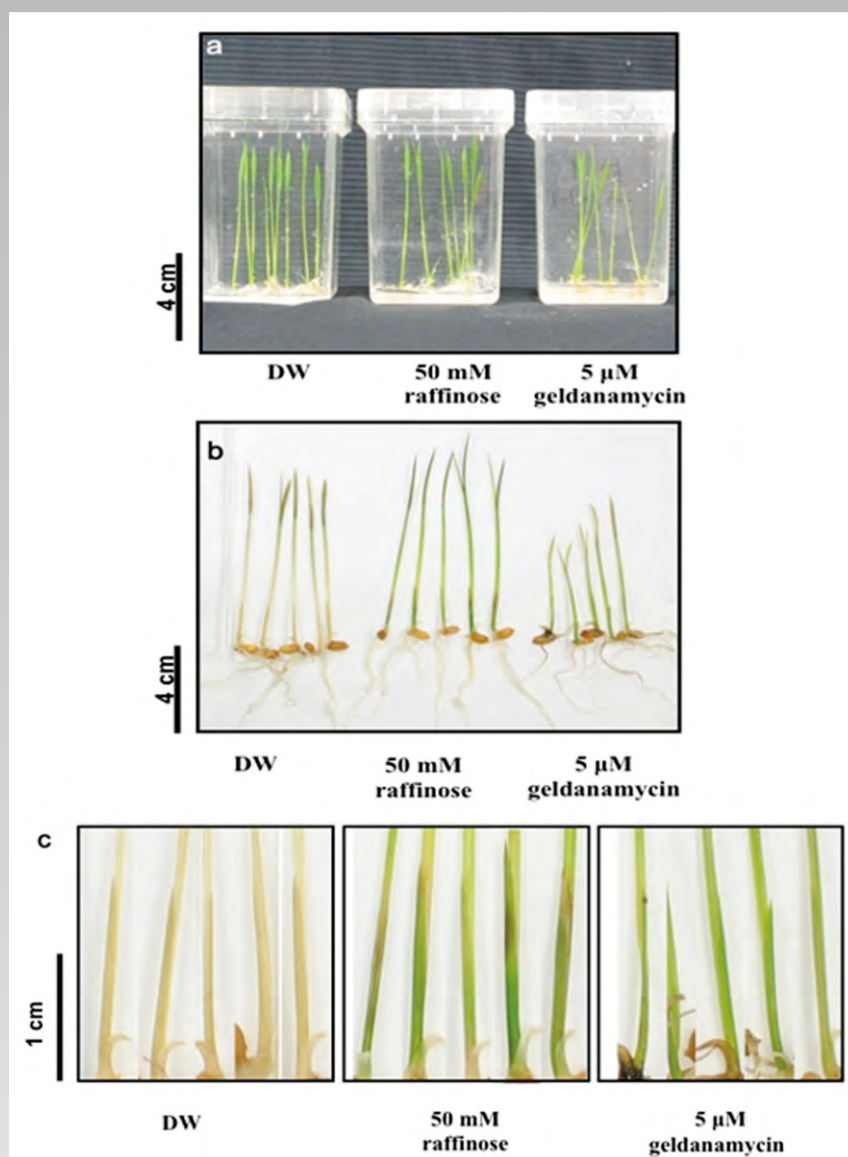 a
4 cm
DW
50 mM
raffinose
5 µM
geldanamycin
b
4 cm
DW
50 mM
raffinose
5 µM
geldanamycin
c
1 cm
DW
50 mM
raffinose
5 µM
geldanamycin